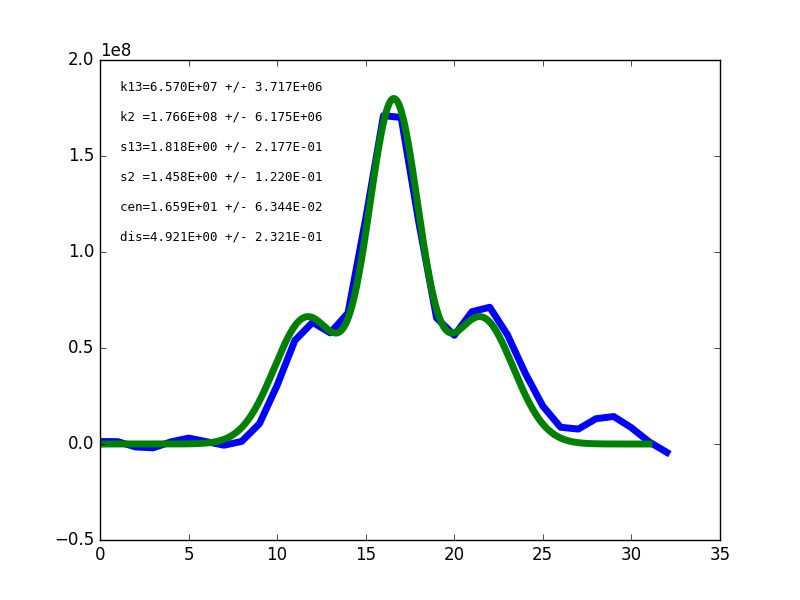 1e8
2.0
k13=6.570E+07 +/- 3.717E+06
k2 =1.766E+08 +/- 6.175E+06
1.5
s13=1.818E+00 +/- 2.177E-01
s2 =1.458E+00 +/- 1.220E-01
cen=1.659E+01 +/- 6.344E-02
dis=4.921E+00 +/- 2.321E-01
1.0
0.5
0.0
−0.5
0 5 10 15 20 25 30 35